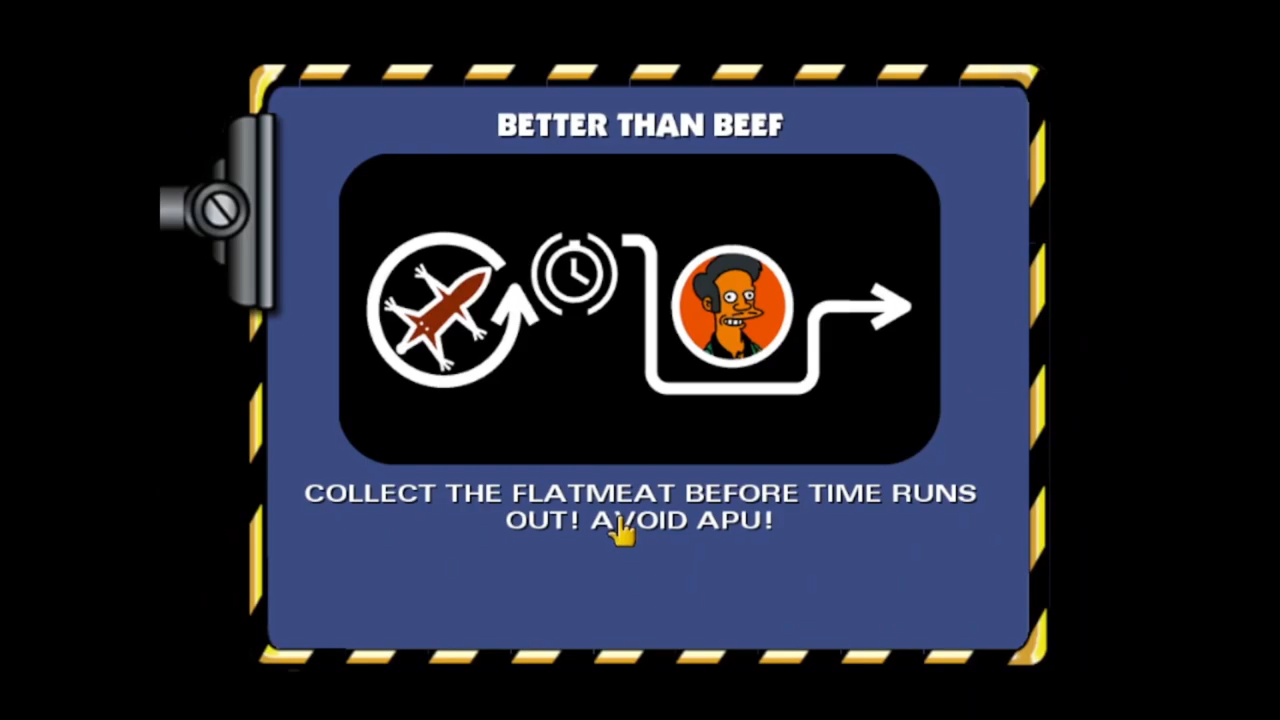 BETTER THAN BEEF
COLLECT THE FLATMEAT BEFORE TIME RUNS
OUT! AVOID APU!